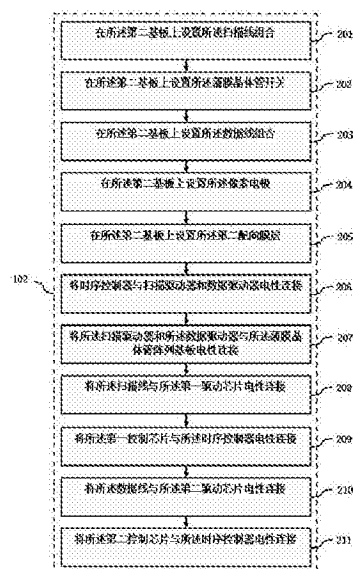 在所述第二基板上设置所述扫描线组合
201
在所述第二基板上设置所述薄膜晶体管开关
202
在所述第二基板上设置所述数据线组合
203
在所述第二基板上设置所述像素电极
204
在所述第二基板上设置所述第二配向膜层
205
102
将时序控制器与扫描驱动器和数据驱动器电性连接
206
将所述扫描驱动器和所述数据驱动器与所述薄膜晶
体管阵列基板电性连接
207
将所述扫描线与所述第一驱动芯片电性连接
208
将所述第一控制芯片与所述时序控制器电性连接
209
将所述数据线与所述第二驱动芯片电性连接
210
将所述第二控制芯片与所述时序控制器电性连接
211